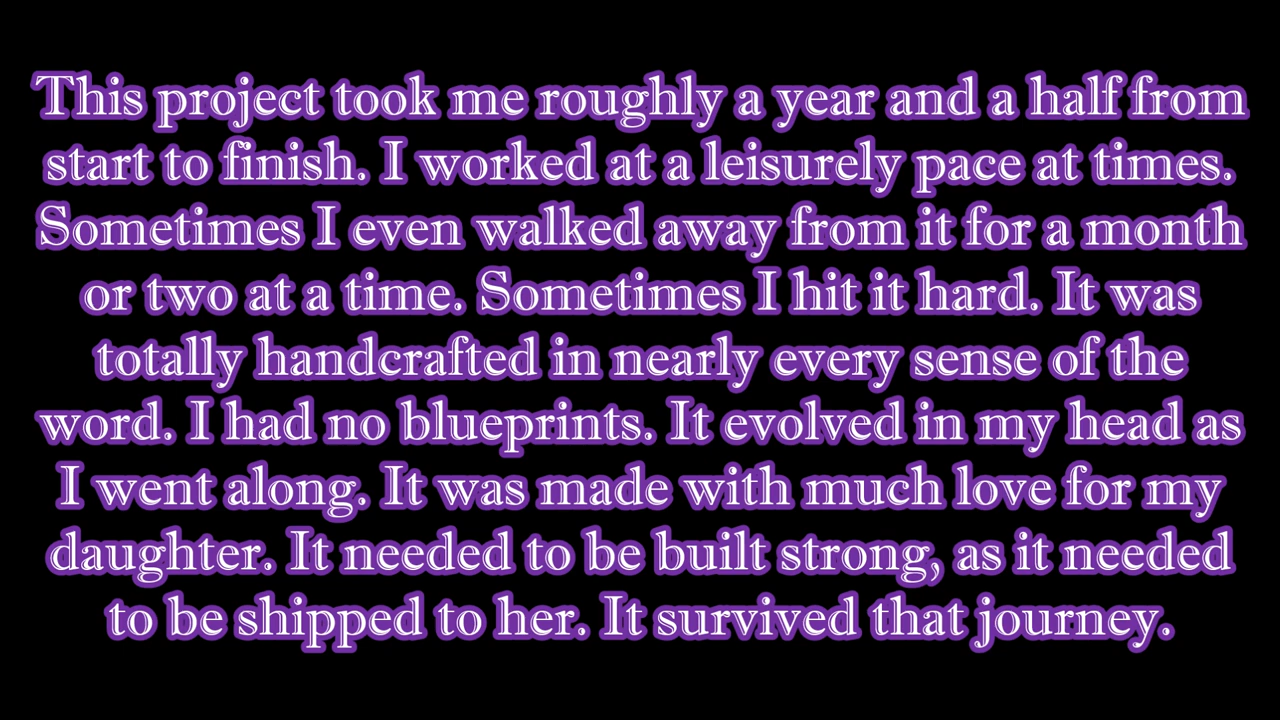 This project took me roughly a year and a half from
start to finish. I worked at a leisurely pace at times.
Sometimes I even walked away from it for a month
or two at a time. Sometimes I hit it hard. It was
totally handcrafted in nearly every sense of the
word. I had no blueprints. It evolved in my head as
I went along. It was made with much love for my
daughter. It needed to be built strong, as it needed
to be shipped to her. It survived that journey.